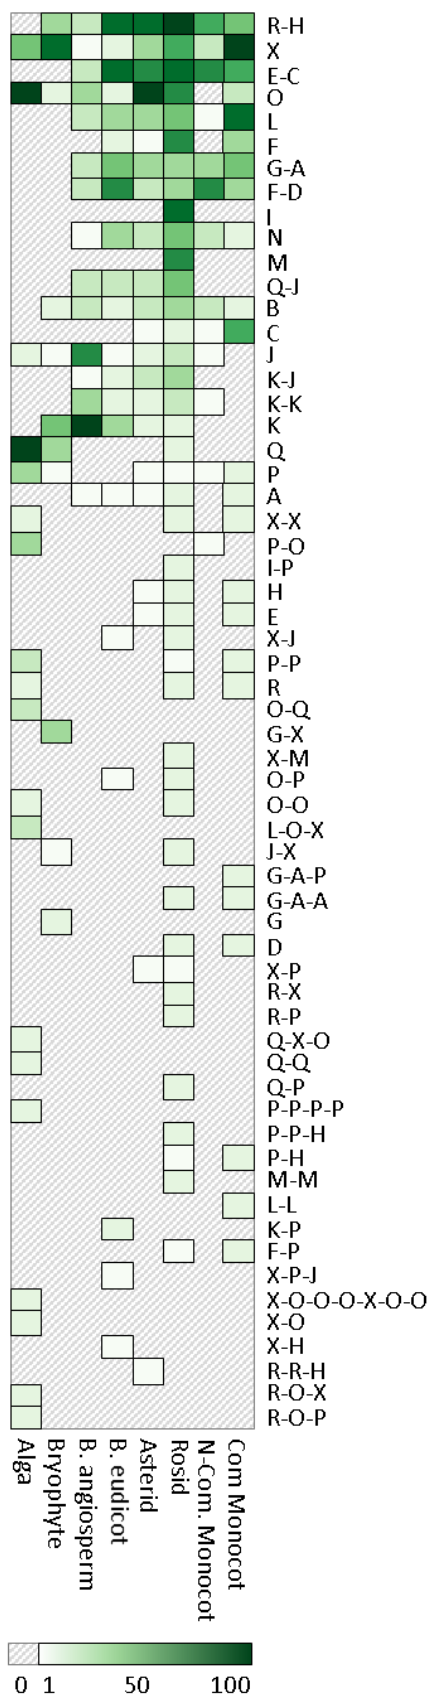 R-H
X
E-C
O
L
F
G-A
F-D
I
N
M
Q-J
B
C
J
K-J
K-K
K
Q
P
A
X-X
P-O
I-P
H
E
X-J
P-P
R
O-Q
G-X
X-M
O-P
O-O
L-O-X
J-X
G-A-P
G-A-A
G
D
X-P
R-X
R-P
Q-X-O
Q-Q
Q-P
P-P-P-P
P-P-H
P-H
M-M
L-L
K-P
F-P
X-P-J
X-O-O-O-X-O-O
X-O
X-H
R-R-H
R-O-X
R-O-P
Alga
Bryophyte
B. angiosperm
B. eudicot
Asterid
Rosid
N-Com. Monocot
Com Monocot
0 1 50 100